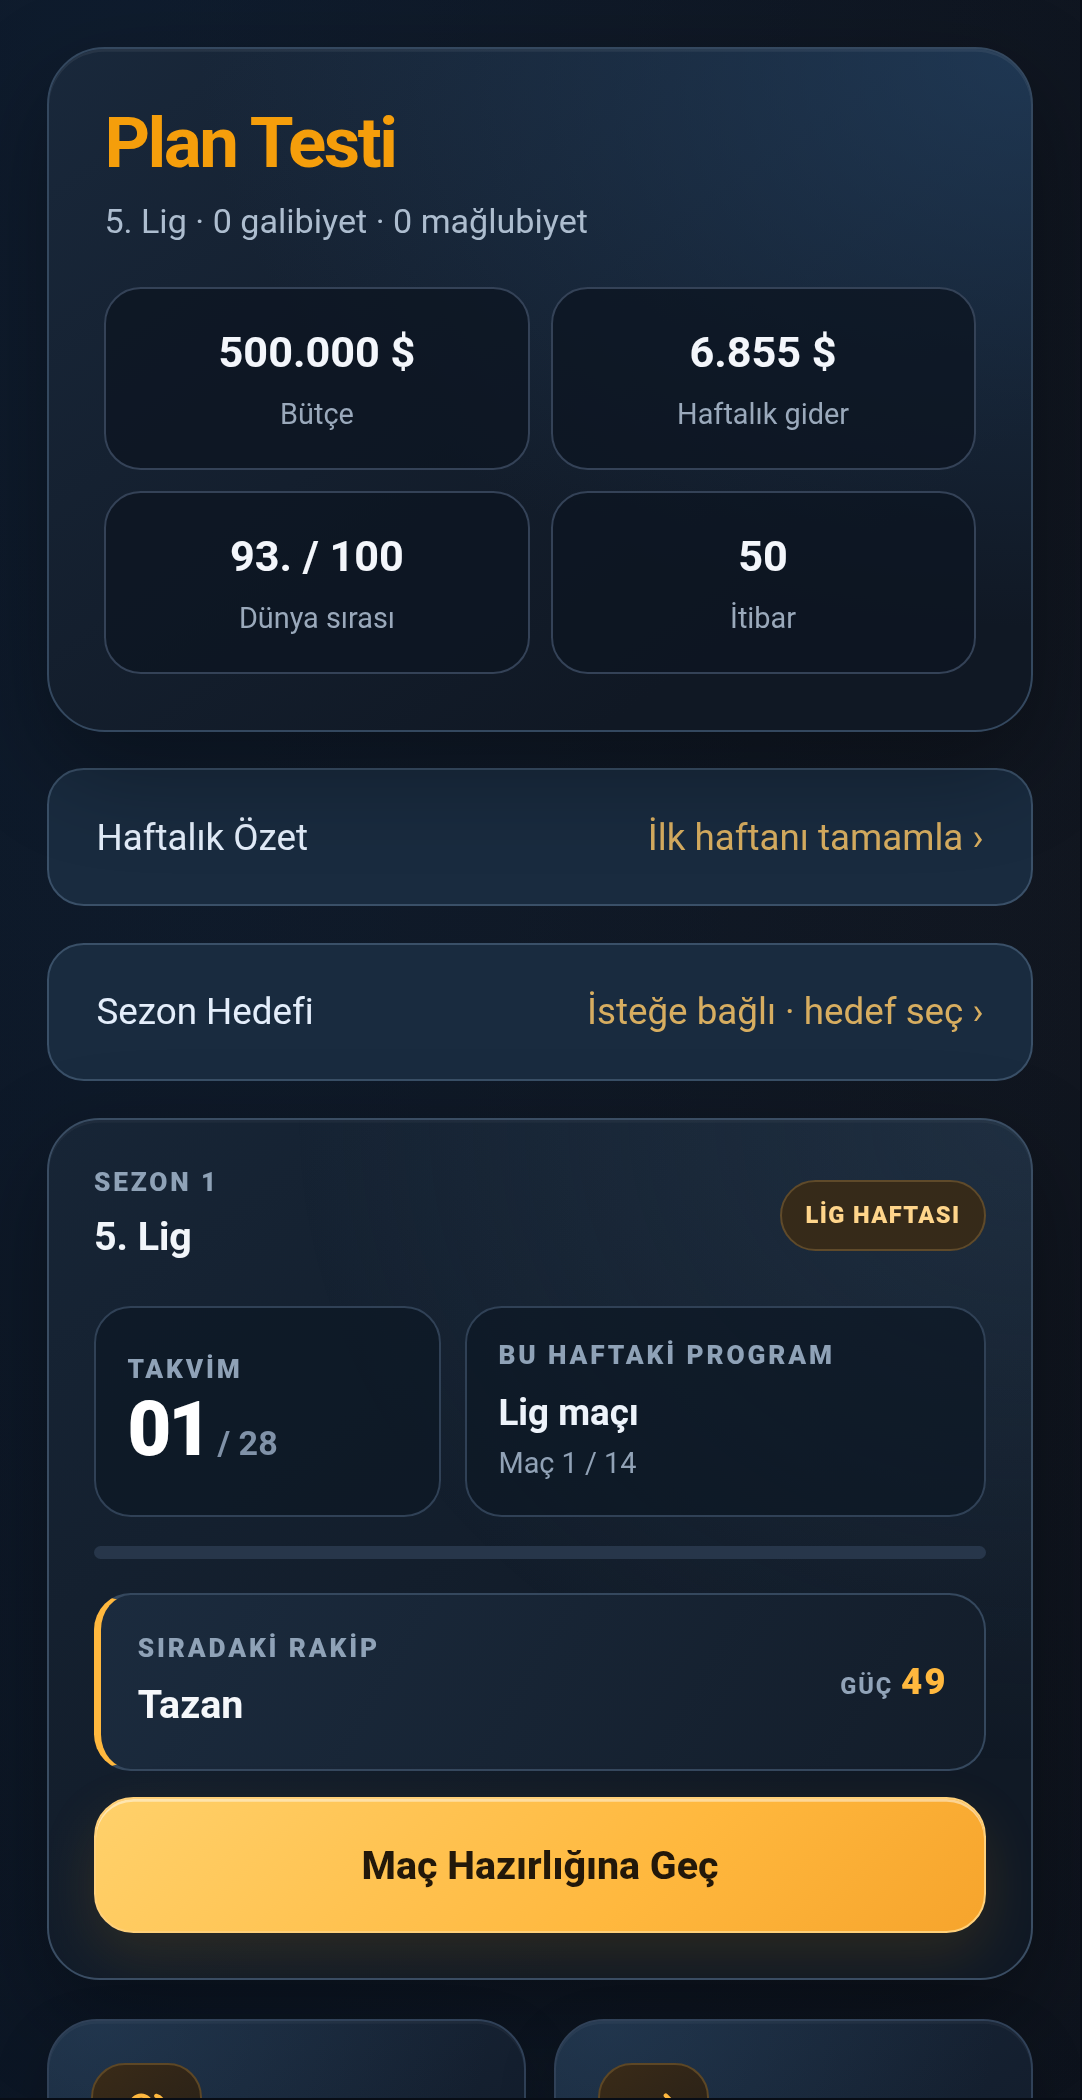 Plan Testi
5. Lig · 0 galibiyet · 0 mağlubiyet
500.000 $
Bütçe
6.855 $
Haftalık gider
93. / 100
Dünya sırası
50
İtibar
Haftalık Özet
İlk haftanı tamamla ›
Sezon Hedefi
İsteğe bağlı · hedef seç ›
SEZON 1
5. Lig
LİG HAFTASI
TAKVİM
01 / 28
BU HAFTAKİ PROGRAM
Lig maçı
Maç 1 / 14
SIRADAKİ RAKİP
Tazan
GÜÇ 49
Maç Hazırlığına Geç